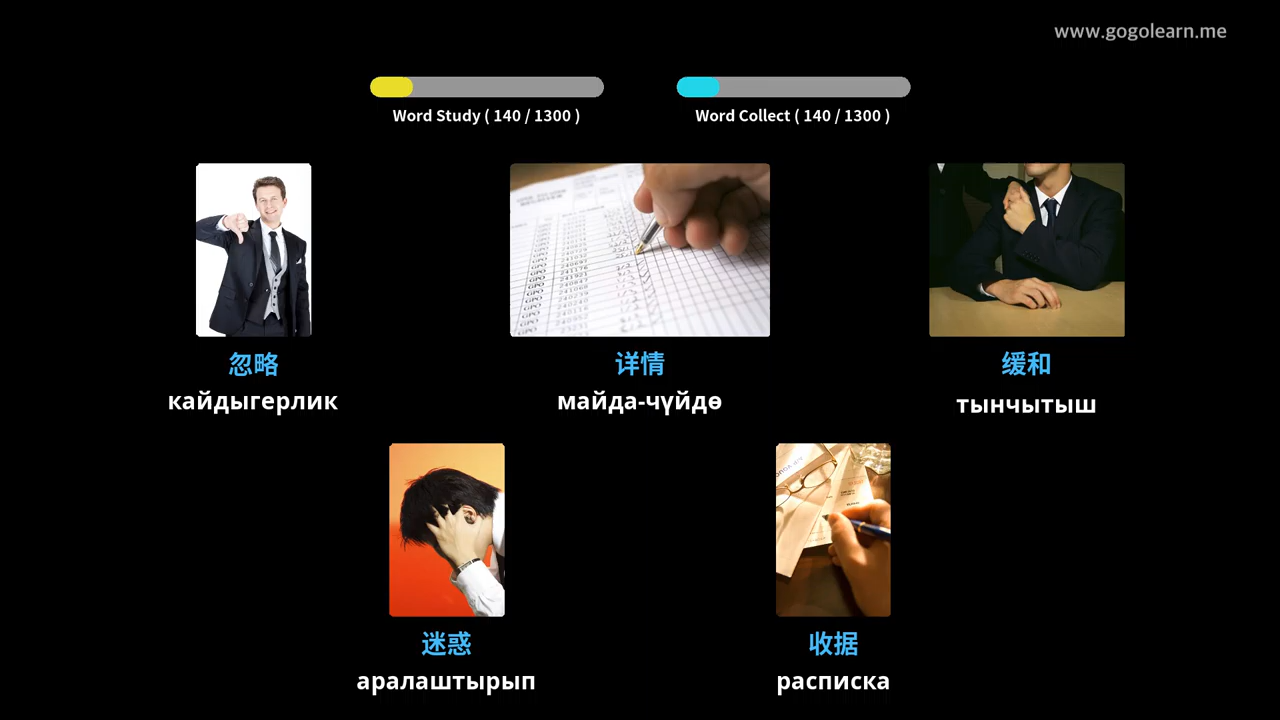 www.gogolearn.me
Word Study ( 140 / 1300 )
Word Collect ( 140 / 1300 )
忽略
кайдыгерлик
详情
майда-чүйдө
缓和
тынчытыш
迷惑
аралаштырып
收据
расписка